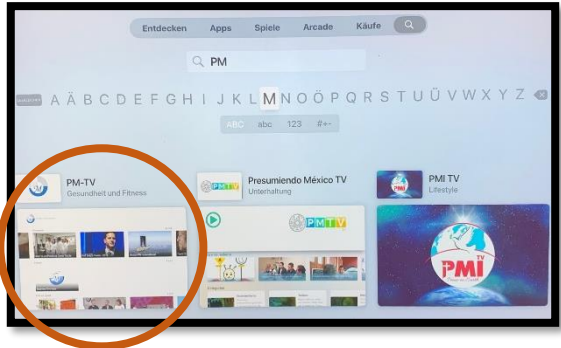 Entdecken Apps Spiele Arcade Käufe
PM
A Ä B C D E F G H I J K L M N O Ö P Q R S T U Ü V W X Y Z
ABC abc 123 #+-
PM-TV
Gesundheit und Fitness
PMTV
Presumiendo México TV
Unterhaltung
PMI
PMI TV
Lifestyle
PMTV
TV
PMI